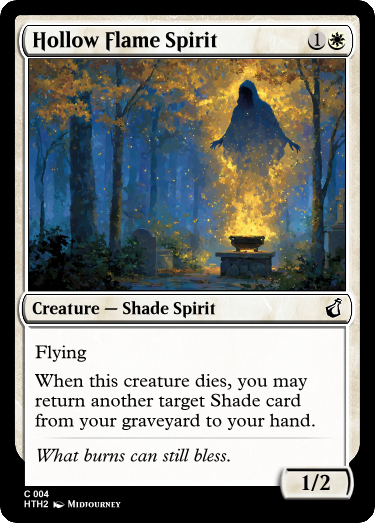 Hollow Flame Spirit 1
Creature — Shade Spirit
Flying
When this creature dies, you may
return another target Shade card
from your graveyard to your hand.
What burns can still bless.
1/2
C 004
HTH2 Midjourney